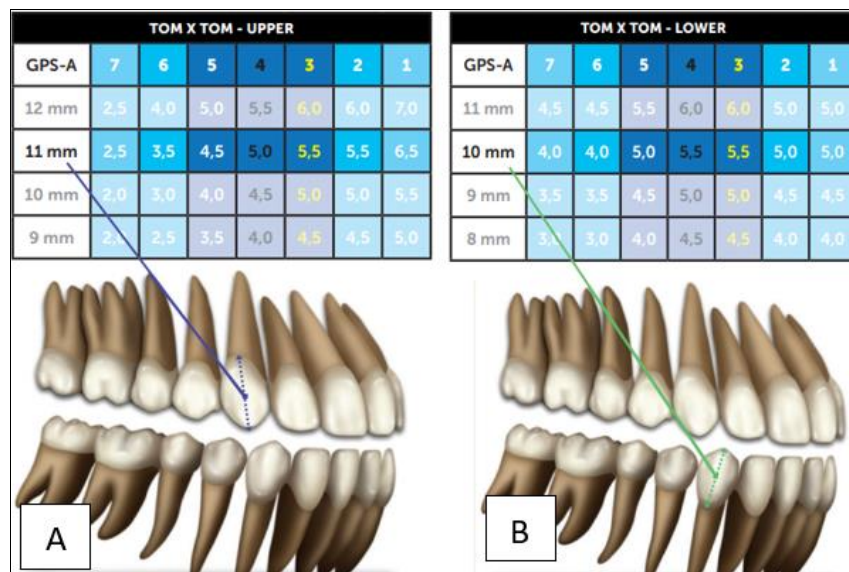 TOM X TOM - UPPER
GPS-A 7 6 5 4 3 2 1
12 mm 2,5 4,0 5,0 5,5 6,0 6,0 7,0
11 mm 2,5 3,5 4,5 5,0 5,5 5,5 6,5
10 mm 2,0 3,0 4,0 4,5 5,0 5,0 5,5
9 mm 2,0 2,5 3,5 4,0 4,5 4,5 5,0
A
TOM X TOM - LOWER
GPS-A 7 6 5 4 3 2 1
11 mm 4,5 4,5 5,5 6,0 6,0 5,0 5,0
10 mm 4,0 4,0 5,0 5,5 5,5 5,0 5,0
9 mm 3,5 3,5 4,5 5,0 5,0 4,5 4,5
8 mm 3,0 3,0 4,0 4,5 4,5 4,0 4,0
B